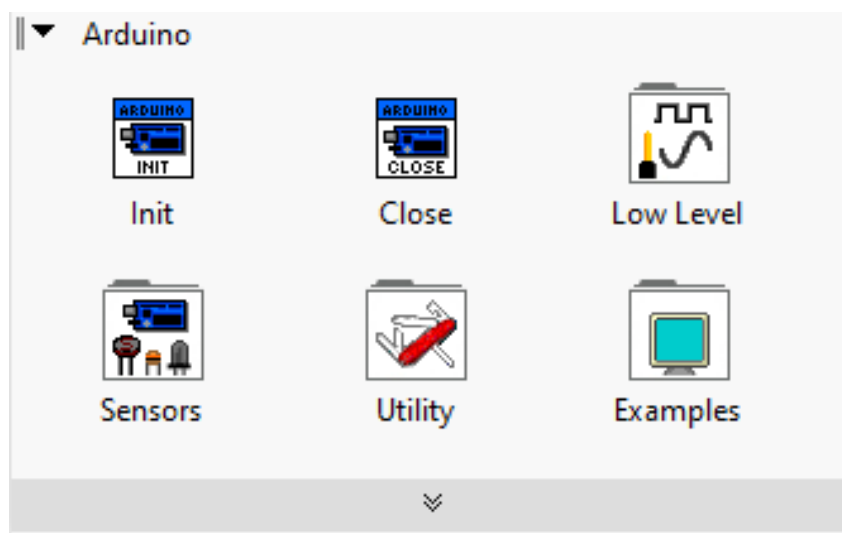 Arduino
ARDUINO
INIT
ARDUINO
CLOSE
Init
Close
Low Level
Sensors
Utility
Examples